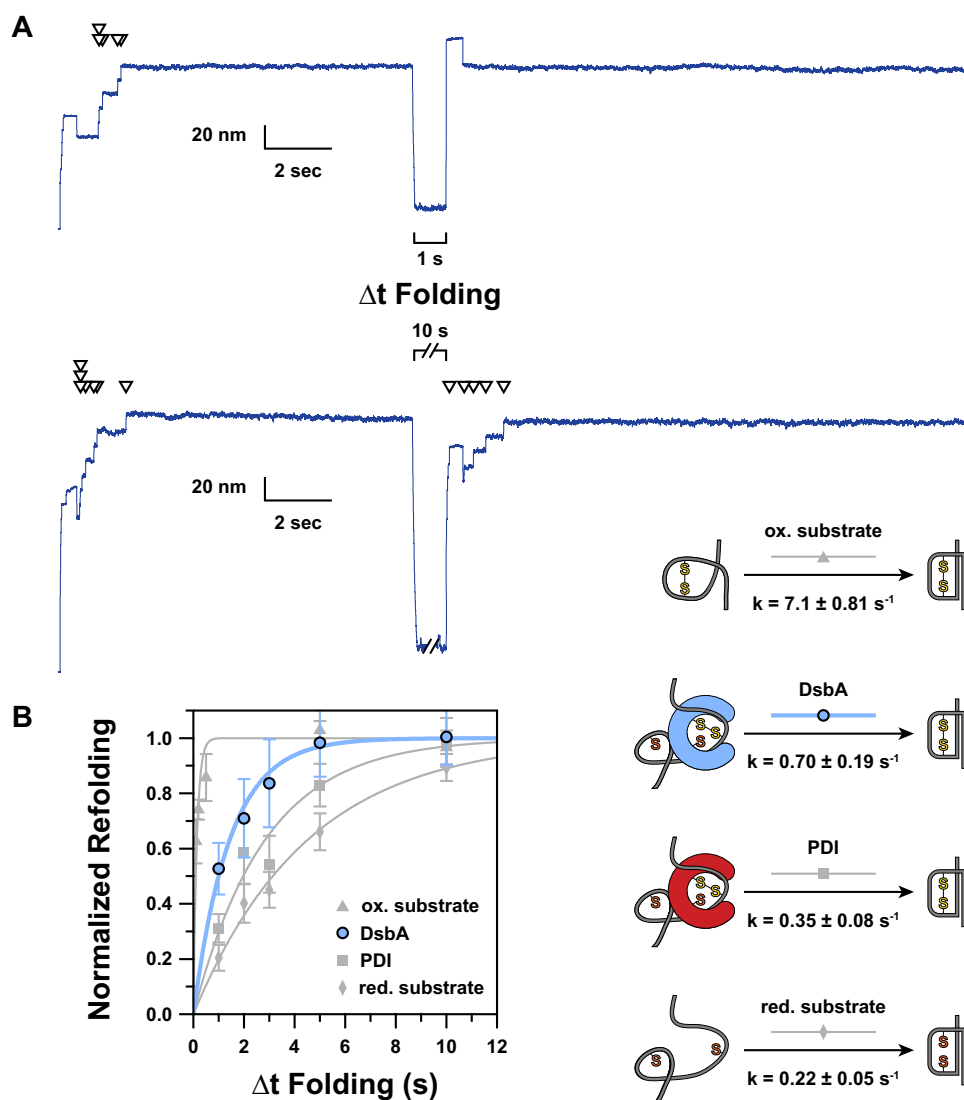 A
20 nm
2 sec
1 s
Δt Folding
10 s
20 nm
2 sec
ox. substrate
S
S
S
S
k = 7.1 ± 0.81 s⁻¹
DsbA
S
S
S
S
S
S
k = 0.70 ± 0.19 s⁻¹
PDI
S
S
S
S
S
S
k = 0.35 ± 0.08 s⁻¹
red. substrate
S
S
S
S
k = 0.22 ± 0.05 s⁻¹
B
Normalized Refolding
1.0
0.8
0.6
0.4
0.2
0.0
ox. substrate
DsbA
PDI
red. substrate
0 2 4 6 8 10 12
Δt Folding (s)